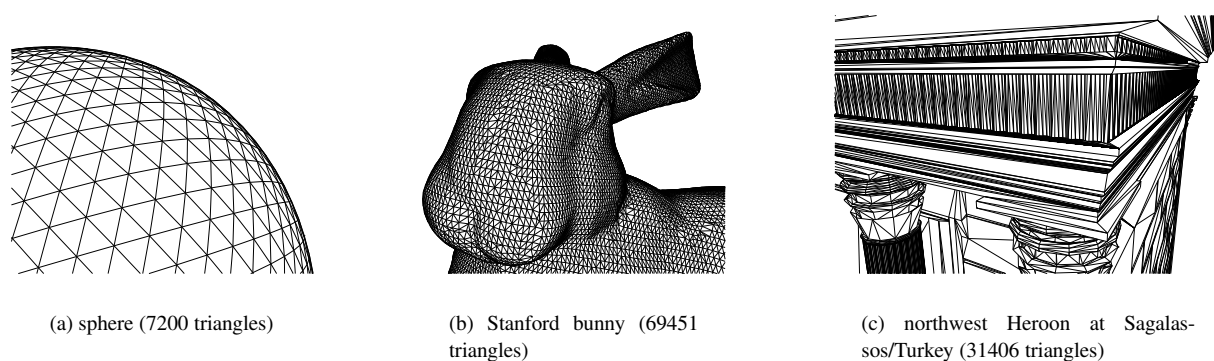 (a) sphere (7200 triangles)
(b) Stanford bunny (69451
triangles)
(c) northwest Heroon at Sagalas-
sos/Turkey (31406 triangles)